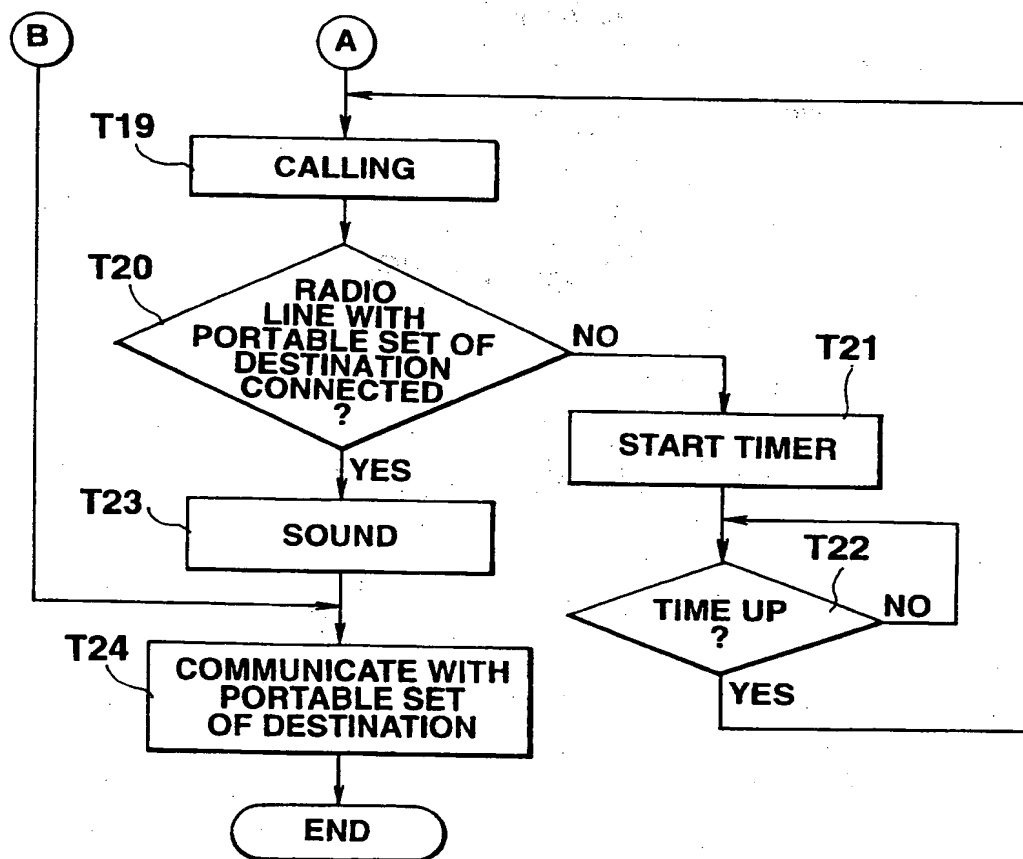 B
A
T19
CALLING
T20
RADIO
LINE WITH
PORTABLE SET OF
DESTINATION
CONNECTED
?
NO
YES
T21
START TIMER
T23
SOUND
T22
TIME UP
?
NO
YES
T24
COMMUNICATE WITH
PORTABLE SET
OF DESTINATION
END